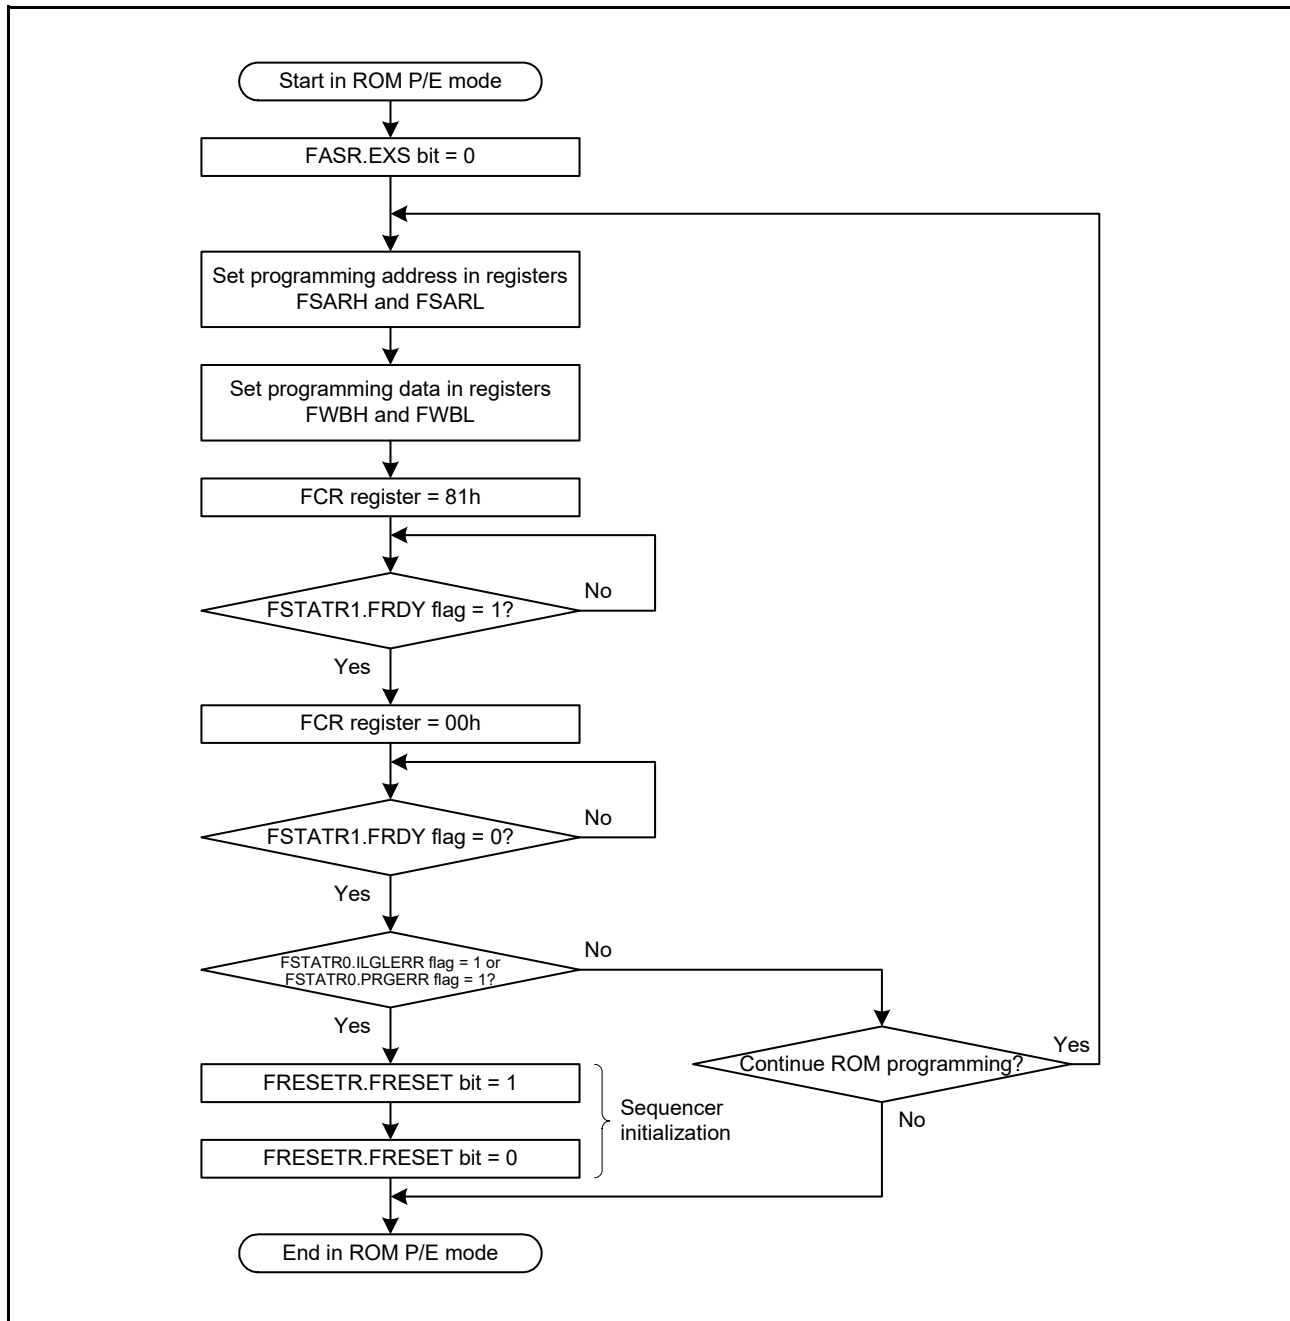 Start in ROM P/E mode
FASR.EXS bit = 0
Set programming address in registers
FSARH and FSARL
Set programming data in registers
FWBH and FWBL
FCR register = 81h
FSTATR1.FRDY flag = 1?
No
Yes
FCR register = 00h
FSTATR1.FRDY flag = 0?
No
Yes
FSTATR0.ILGLERR flag = 1 or
FSTATR0.PRGERR flag = 1?
No
Yes
Continue ROM programming?
Yes
No
FRESETR.FRESET bit = 1
FRESETR.FRESET bit = 0
Sequencer
initialization
End in ROM P/E mode